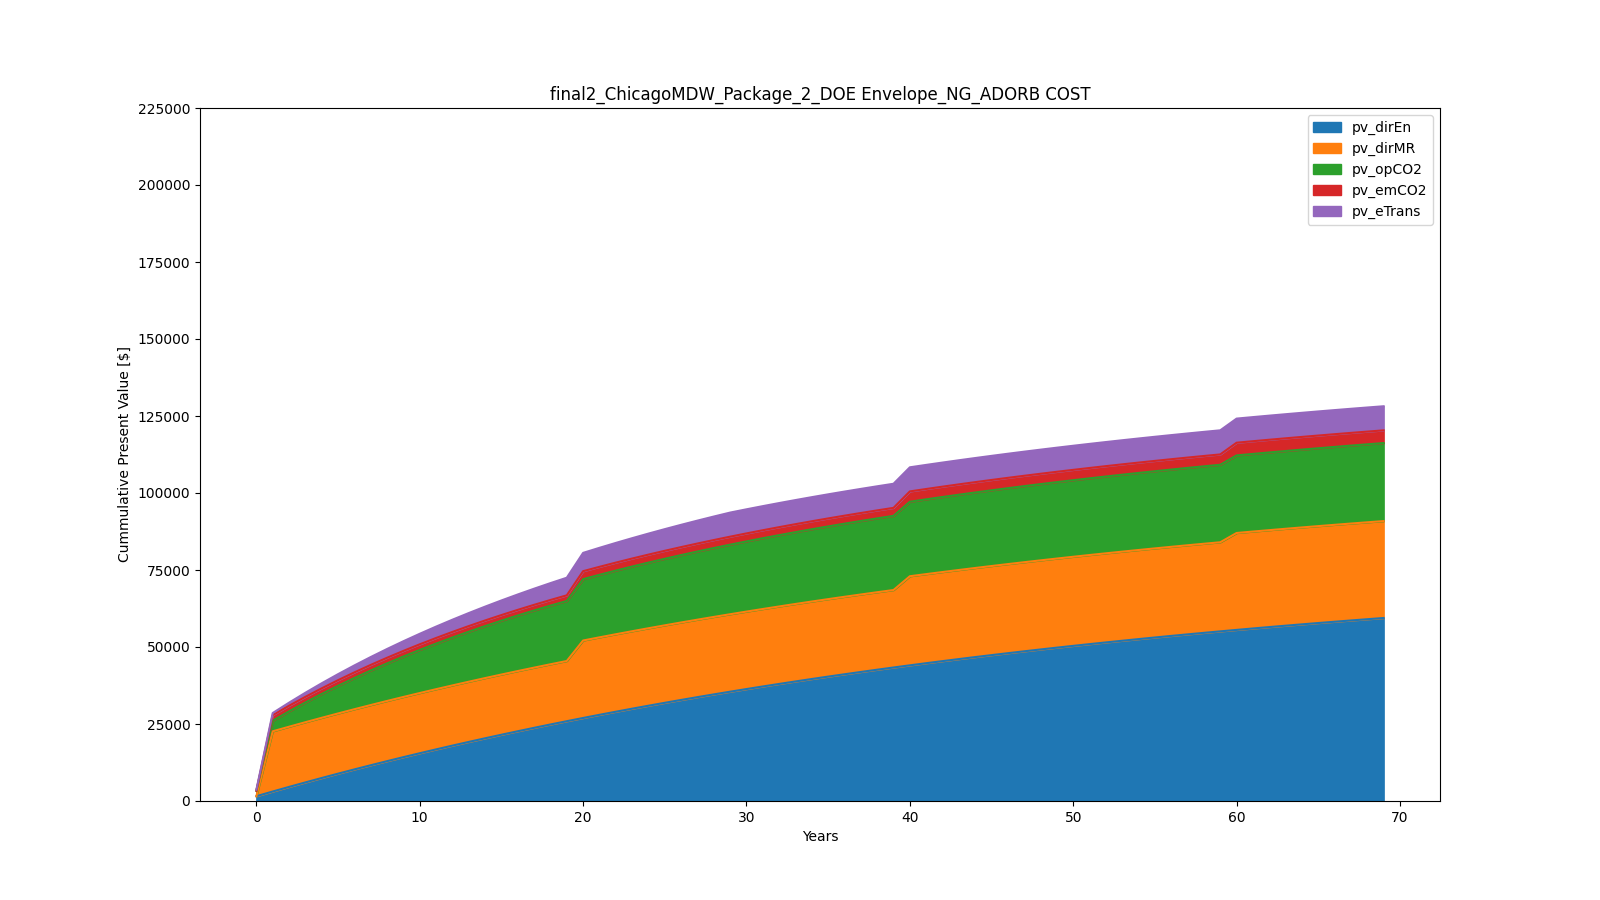 final2_ChicagoMDW_Package_2_DOE Envelope_NG_ADORB COST
225000
200000
175000
150000
125000
100000
75000
50000
25000
0
Cummulative Present Value [$]
pv_dirEn
pv_dirMR
pv_opCO2
pv_emCO2
pv_eTrans
0 10 20 30 40 50 60 70
Years